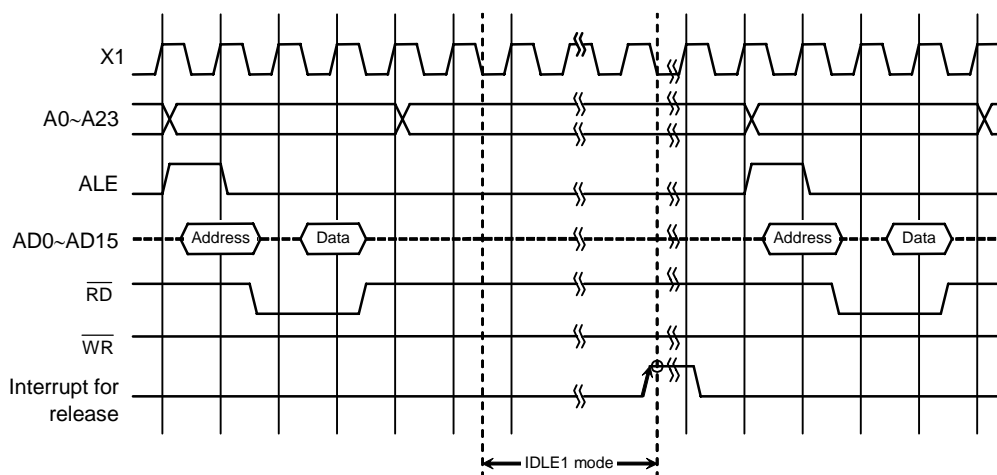 X1
A0~A23
ALE
AD0~AD15
Address
Data
Address
Data
RD
WR
Interrupt for
release
IDLE1 mode